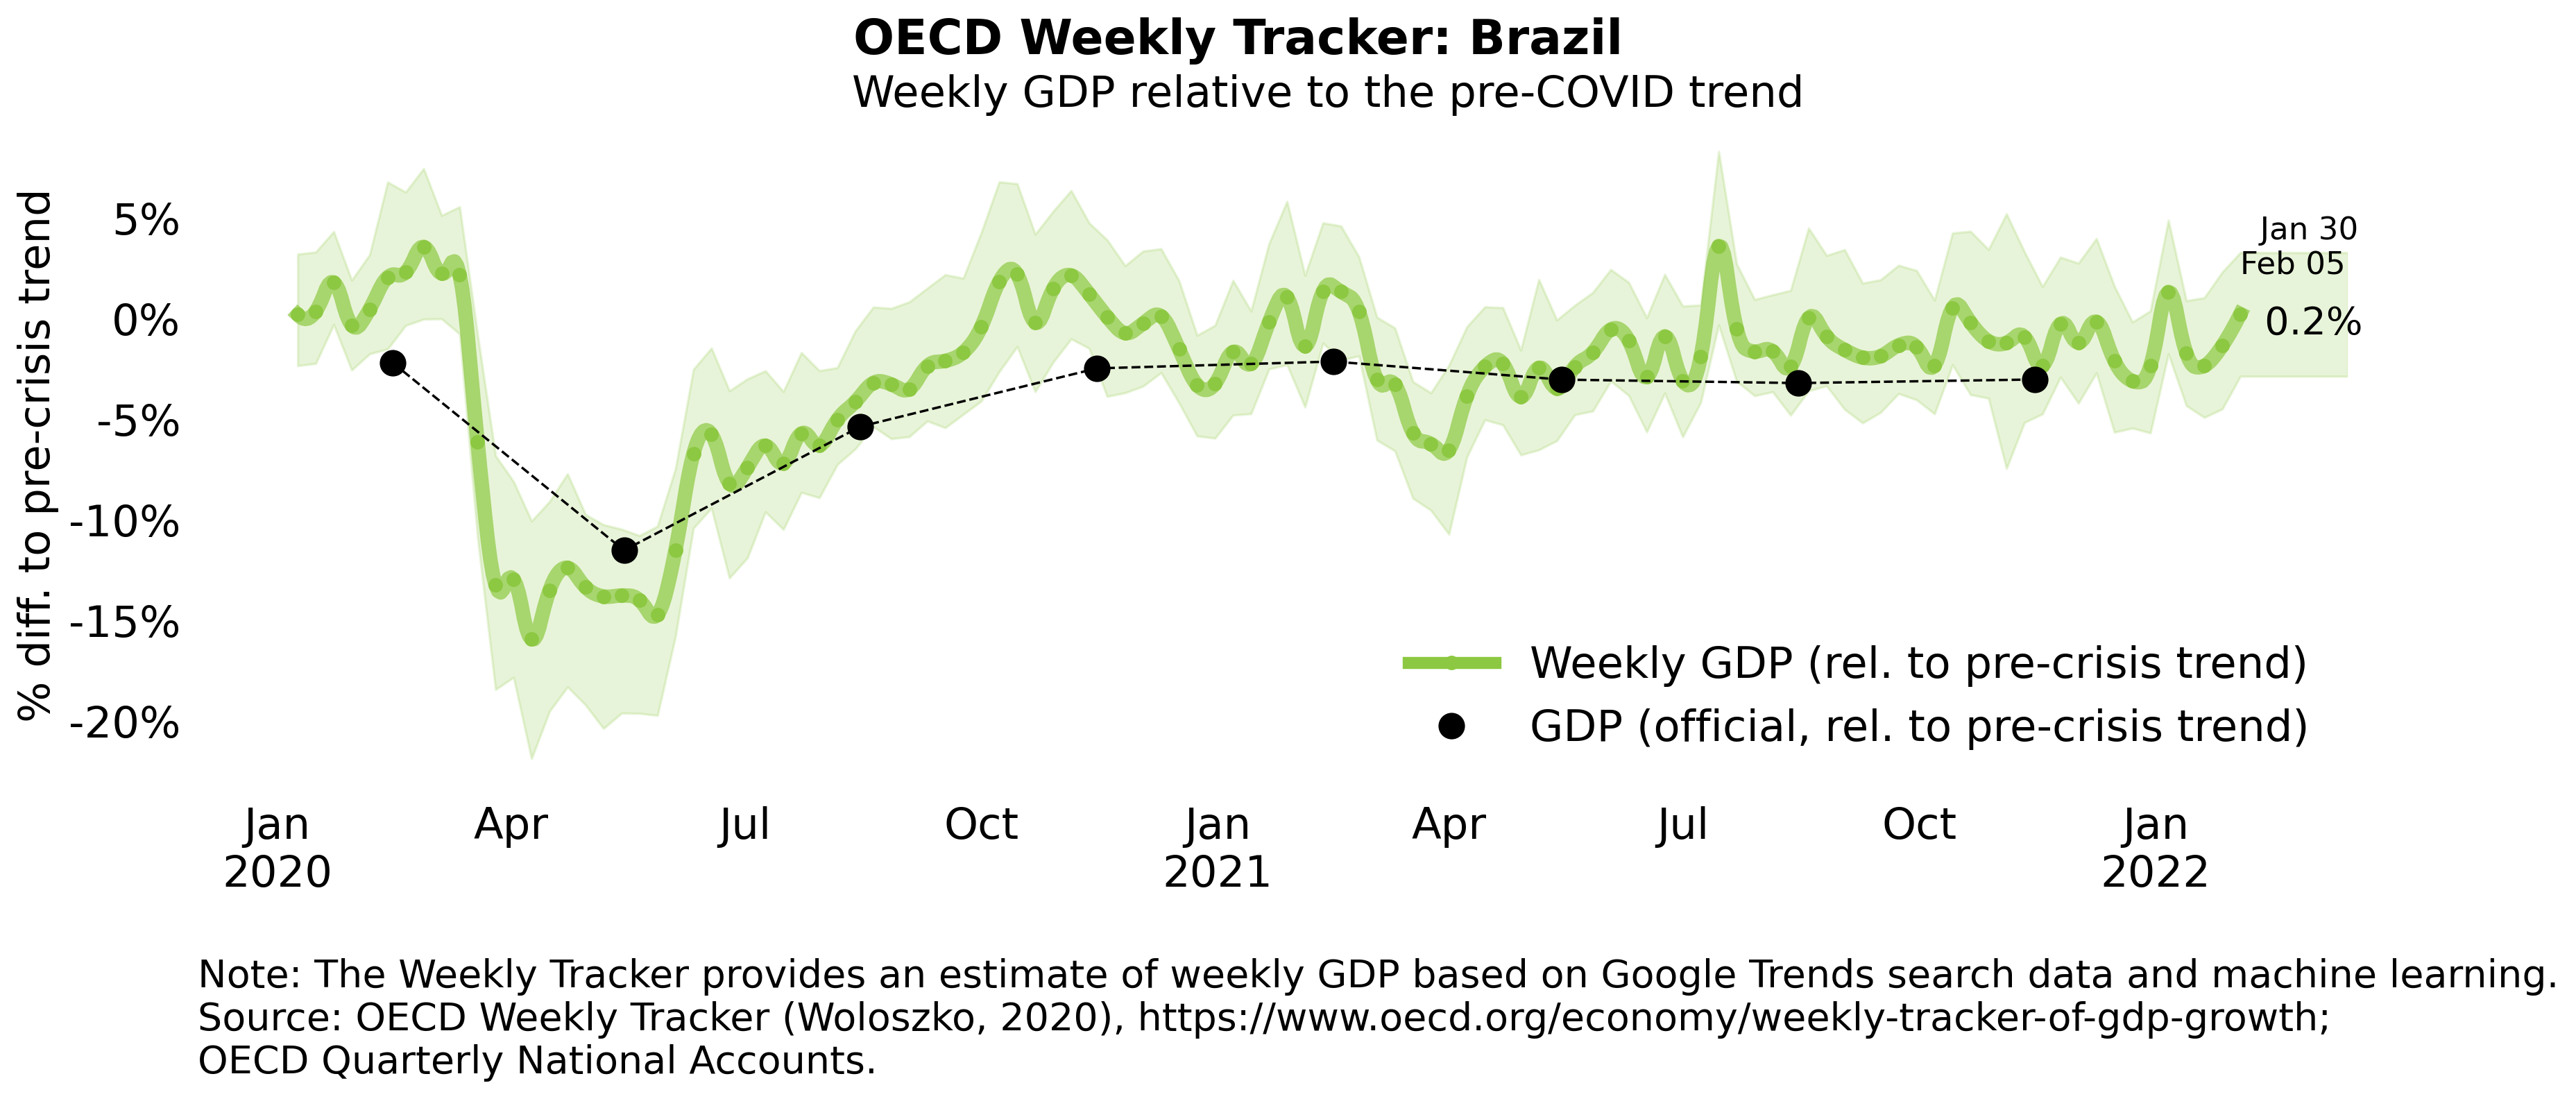 OECD Weekly Tracker: Brazil
Weekly GDP relative to the pre-COVID trend
% diff. to pre-crisis trend
5%
0%
-5%
-10%
-15%
-20%
Jan 30
Feb 05
0.2%
Weekly GDP (rel. to pre-crisis trend)
GDP (official, rel. to pre-crisis trend)
Jan Apr Jul Oct Jan Apr Jul Oct Jan
2020 2021 2022
Note: The Weekly Tracker provides an estimate of weekly GDP based on Google Trends search data and machine learning.
Source: OECD Weekly Tracker (Woloszko, 2020), https://www.oecd.org/economy/weekly-tracker-of-gdp-growth;
OECD Quarterly National Accounts.